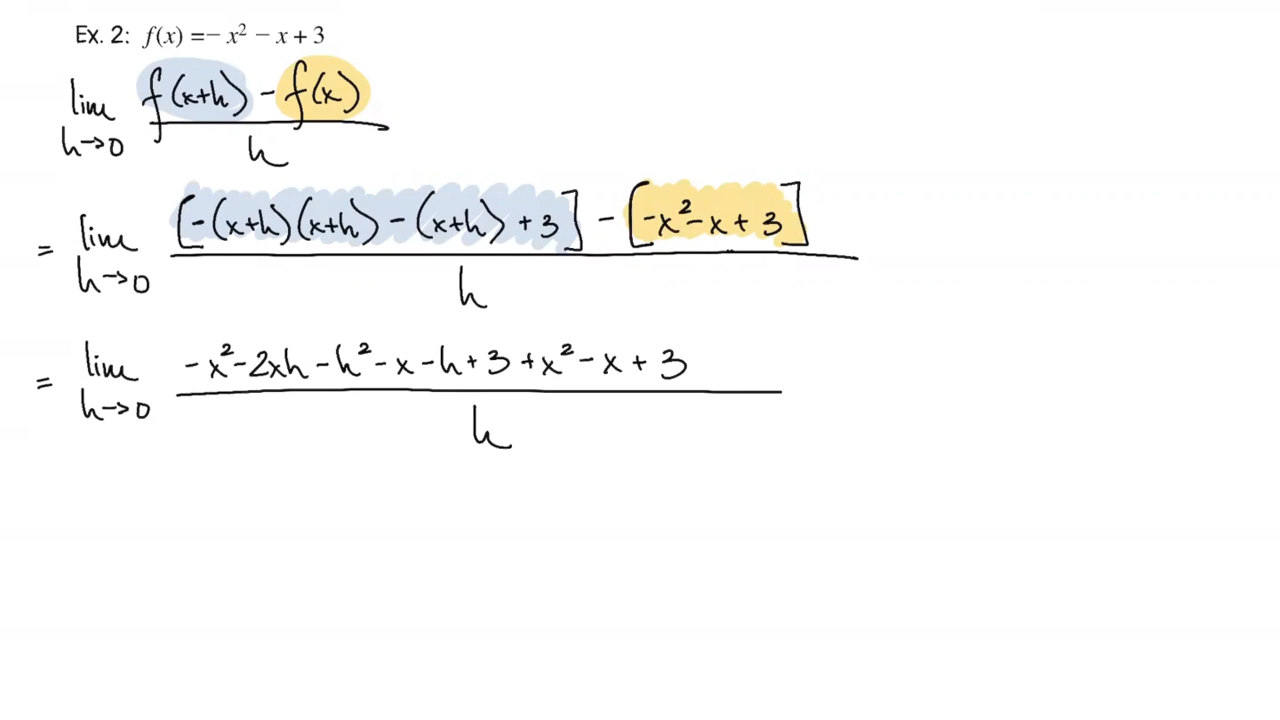 Ex. 2: f(x) =− x² − x + 3
lim h→0 f(x+h) − f(x) / h
= lim h→0 [-(x+h)(x+h) − (x+h) + 3] − [-x² − x + 3] / h
= lim h→0 -x² − 2xh − h² − x − h + 3 + x² − x + 3 / h